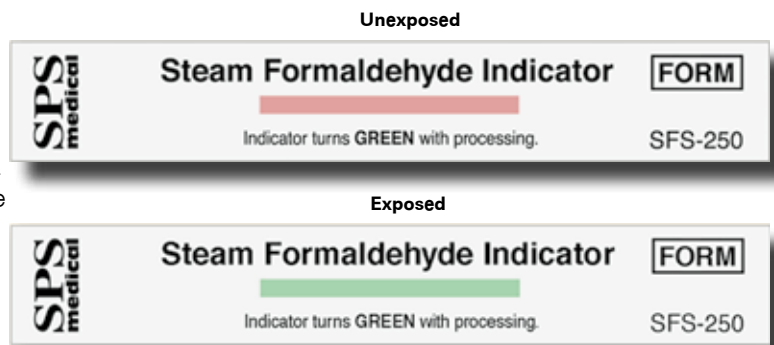 Unexposed
SPS
medical
Steam Formaldehyde Indicator
FORM
Indicator turns GREEN with processing.
SFS-250
e
Exposed
SPS
medical
Steam Formaldehyde Indicator
FORM
Indicator turns GREEN with processing.
SFS-250